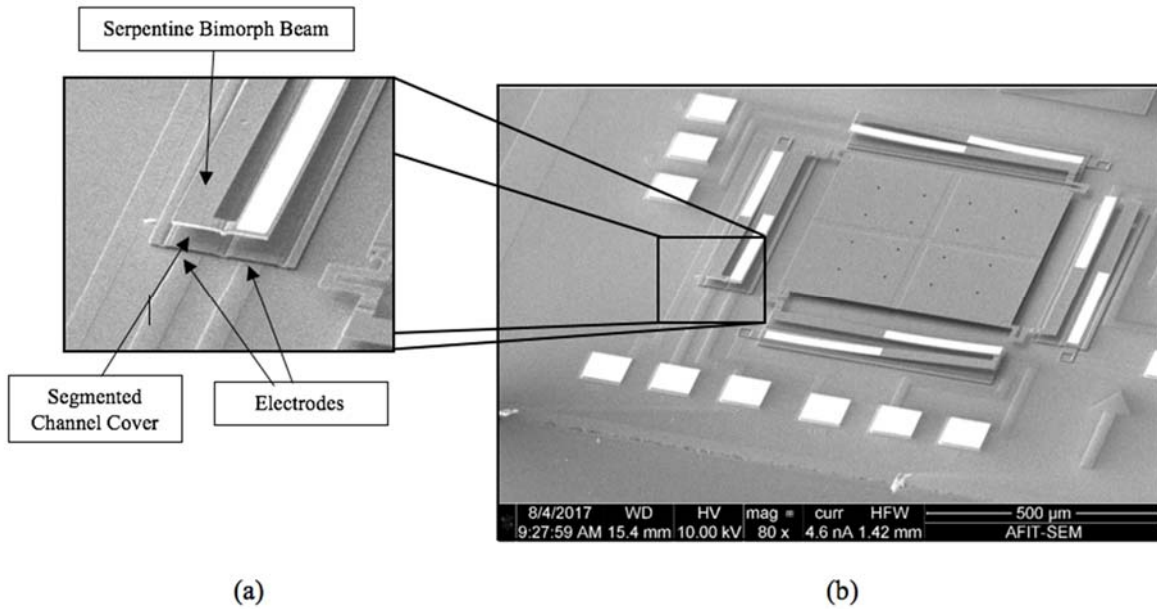 Serpentine Bimorph Beam
Segmented
Channel Cover
Electrodes
8/4/2017 WD HV mag ≡ curr HFW 500 µm
9:27:59 AM 15.4 mm 10.00 kV 80 x 4.6 nA 1.42 mm AFIT-SEM
(a) (b)